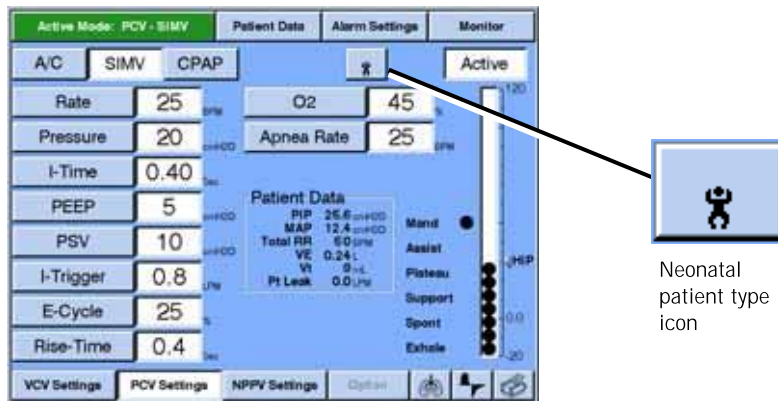 Active Mode: PCV - SIMV Patient Data Alarm Settings Monitor
A/C SIMV CPAP Active
120
Rate 25 BPM O2 45 %
Pressure 20 cmH2O Apnea Rate 25 BPM
I-Time 0.40 Sec
PEEP 5 cmH2O
PSV 10 cmH2O
I-Trigger 0.8 LPM
E-Cycle 25 %
Rise-Time 0.4 Sec
Patient Data
PIP 25.6 cmH2O
MAP 12.4 cmH2O
Total RR 60 BPM
VE 0.24 L
Vt 0 mL
Pt Leak 0.0 LPM
Mand
Assist
Plateau
Support
Spont
Exhale
HIP
0.0
-20
VCV Settings PCV Settings NPPV Settings Option
Neonatal
patient type
icon